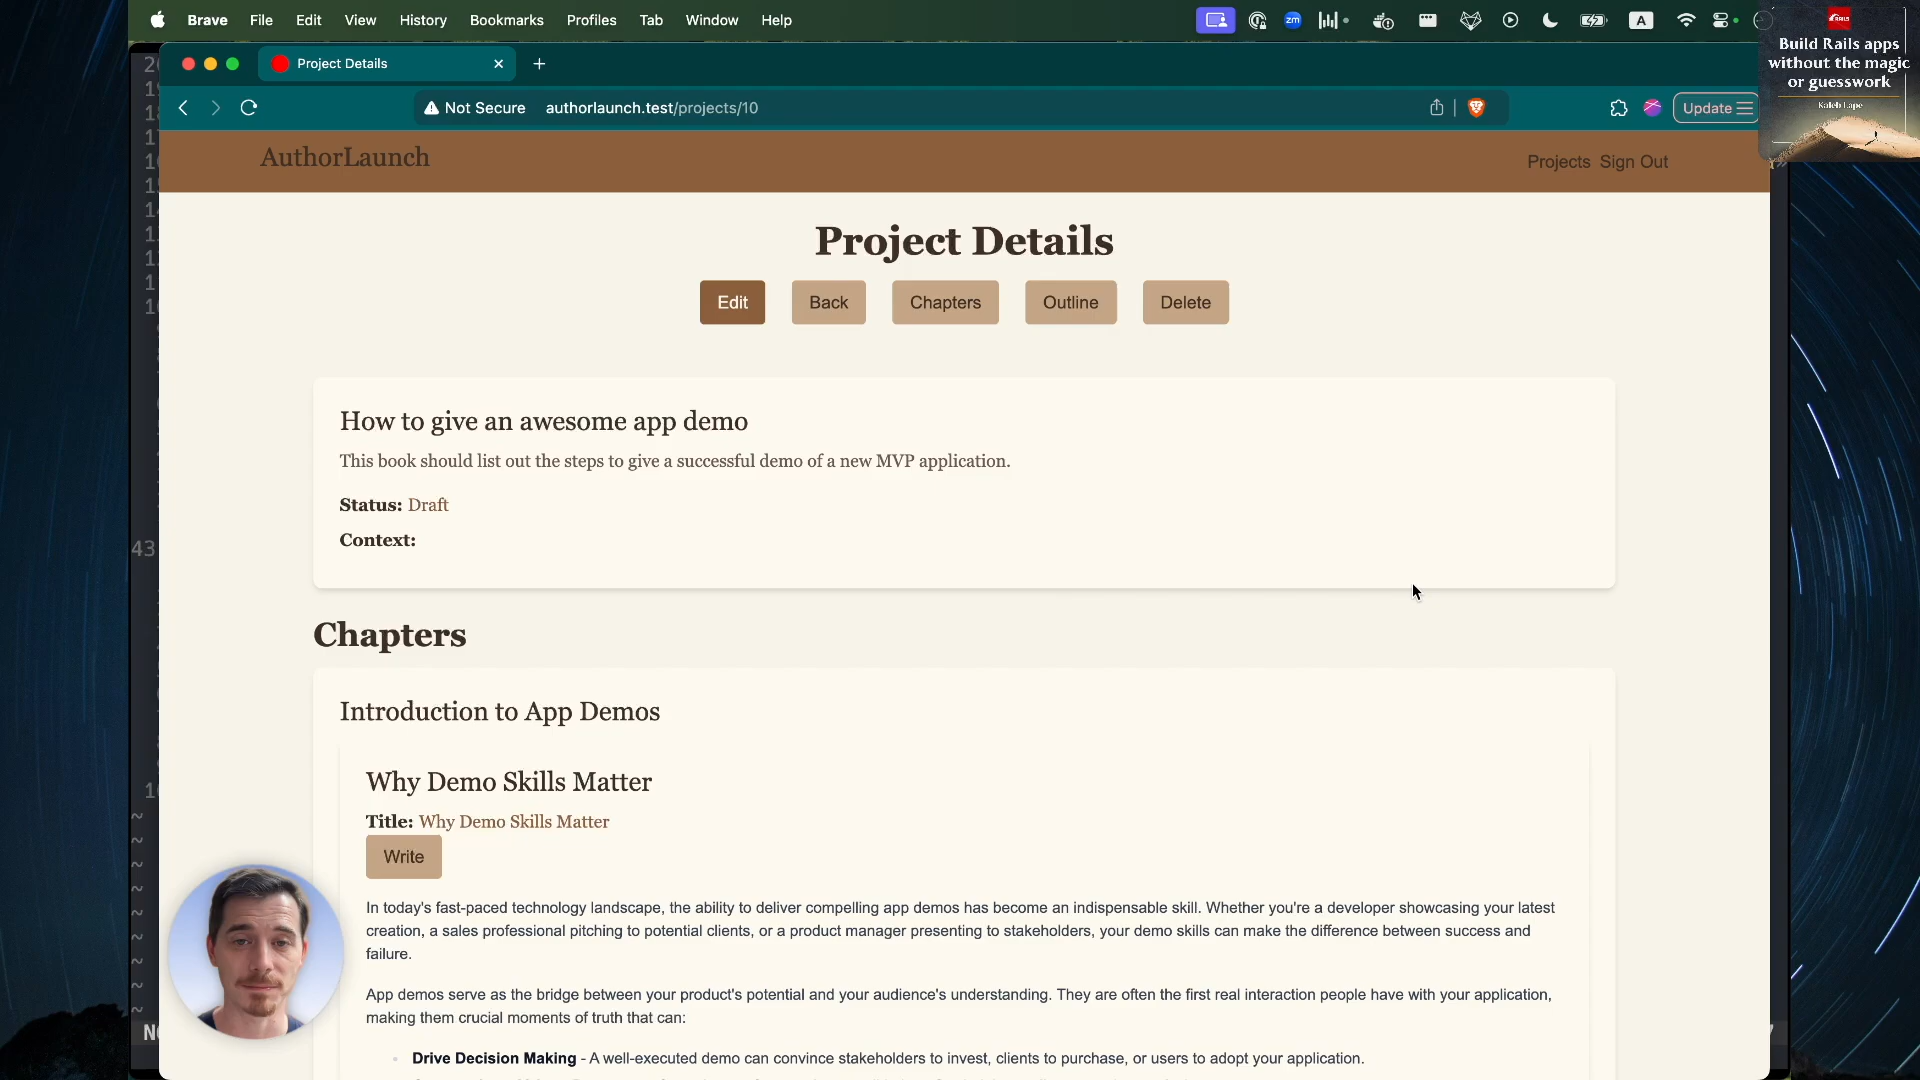 Brave File Edit View History Bookmarks Profiles Tab Window Help
zm
A
Project Details
Not Secure authorlaunch.test/projects/10
Update
RAILS
Build Rails apps
without the magic
or guesswork
Kaleb Lape
AuthorLaunch
Projects Sign Out
Project Details
Edit Back Chapters Outline Delete
How to give an awesome app demo
This book should list out the steps to give a successful demo of a new MVP application.
Status: Draft
Context:
Chapters
Introduction to App Demos
Why Demo Skills Matter
Title: Why Demo Skills Matter
Write
In today's fast-paced technology landscape, the ability to deliver compelling app demos has become an indispensable skill. Whether you're a developer showcasing your latest
creation, a sales professional pitching to potential clients, or a product manager presenting to stakeholders, your demo skills can make the difference between success and
failure.
App demos serve as the bridge between your product's potential and your audience's understanding. They are often the first real interaction people have with your application,
making them crucial moments of truth that can:
Drive Decision Making - A well-executed demo can convince stakeholders to invest, clients to purchase, or users to adopt your application.
43